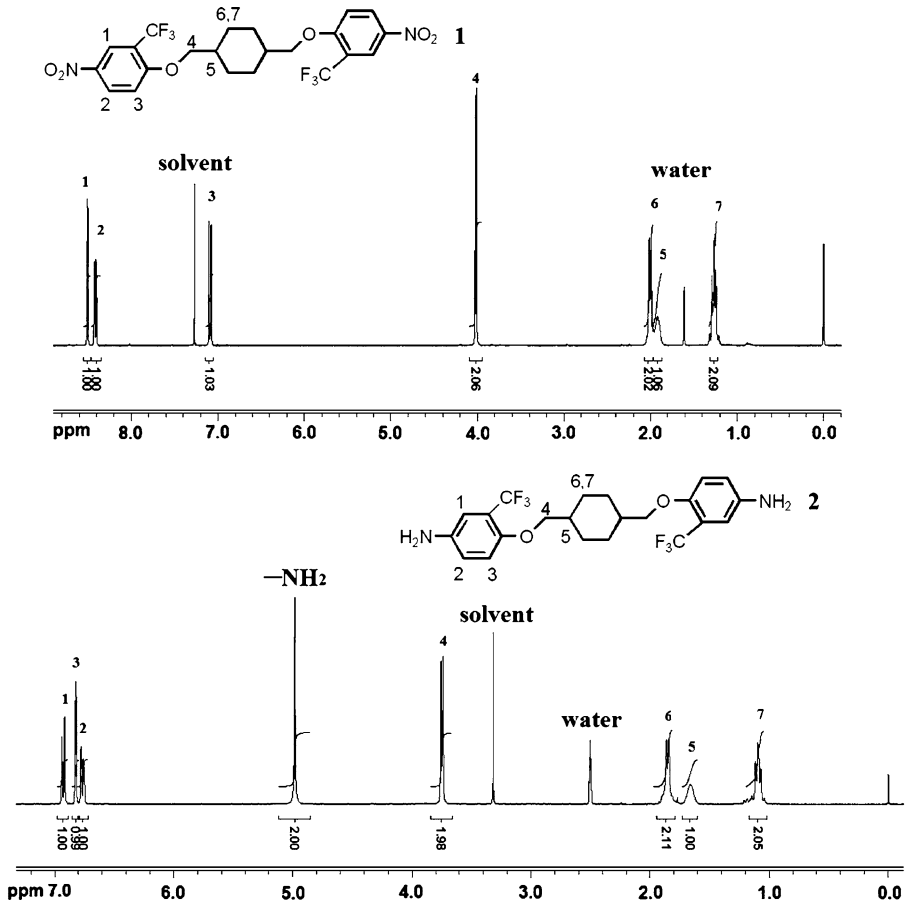 6,7
1
CF3
4
O
O
NO2
1
O2N
O
5
F3C
2
3
4
solvent
water
1
3
6
7
2
5
1.00
1.00
1.03
2.06
2.02
1.06
2.09
ppm 8.0 7.0 6.0 5.0 4.0 3.0 2.0 1.0 0.0
6,7
1
CF3
4
O
NH2
2
H2N
O
5
F3C
2
3
—NH2
solvent
3
4
1
water
6
7
2
5
1.00
0.99
1.00
2.00
1.98
2.11
1.00
2.05
ppm 7.0 6.0 5.0 4.0 3.0 2.0 1.0 0.0